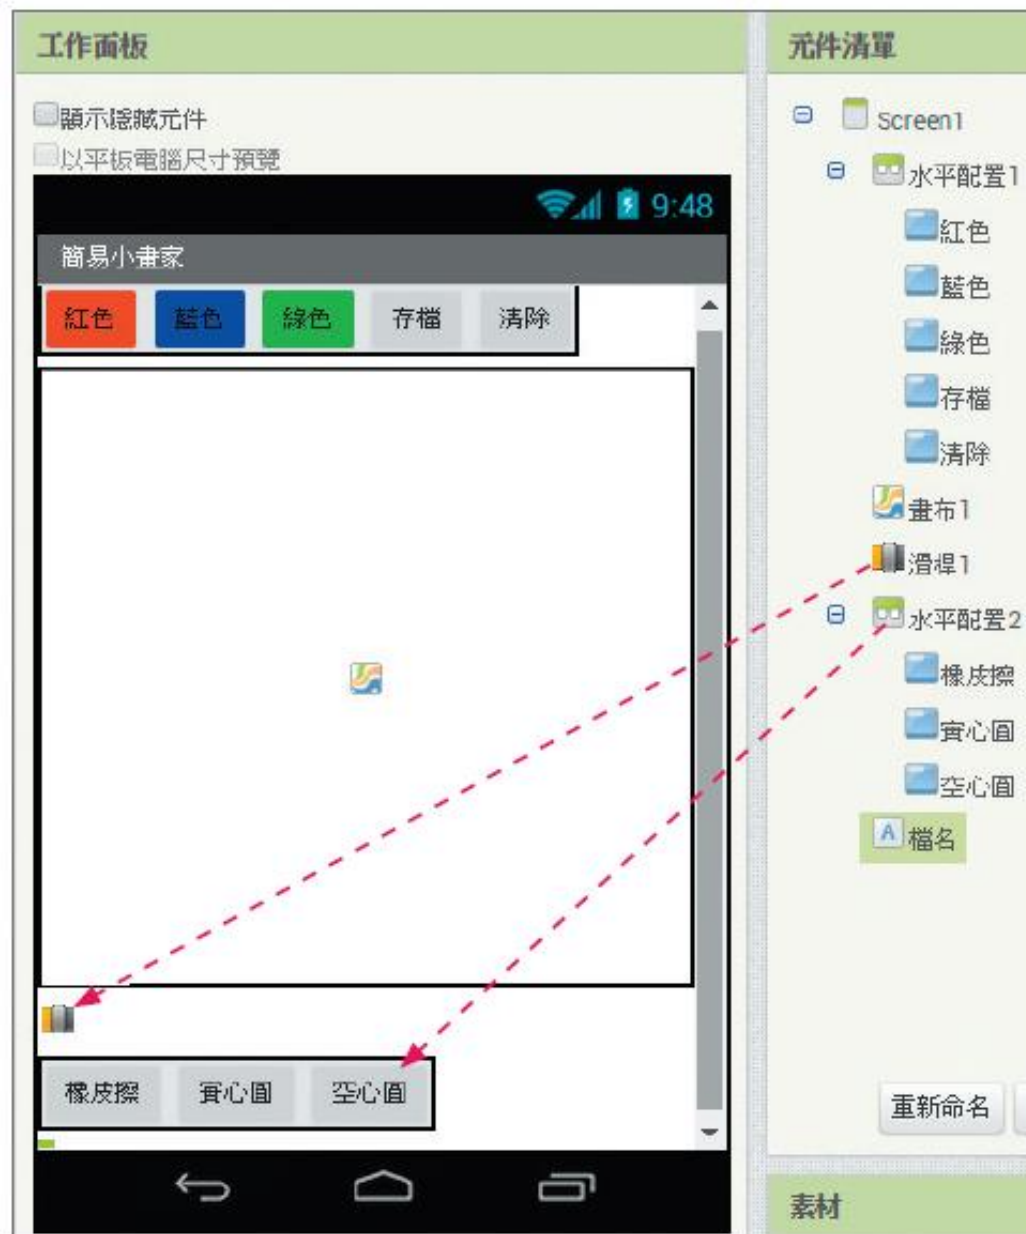 工作面板
顯示隱藏元件
以平板電腦尺寸預覽
9:48
簡易小畫家
紅色 藍色 綠色 存檔 清除
橡皮擦 實心圓 空心圓
元件清單
Screen1
水平配置1
紅色
藍色
綠色
存檔
清除
畫布1
滑桿1
水平配置2
橡皮擦
實心圓
空心圓
A 檔名
重新命名
素材